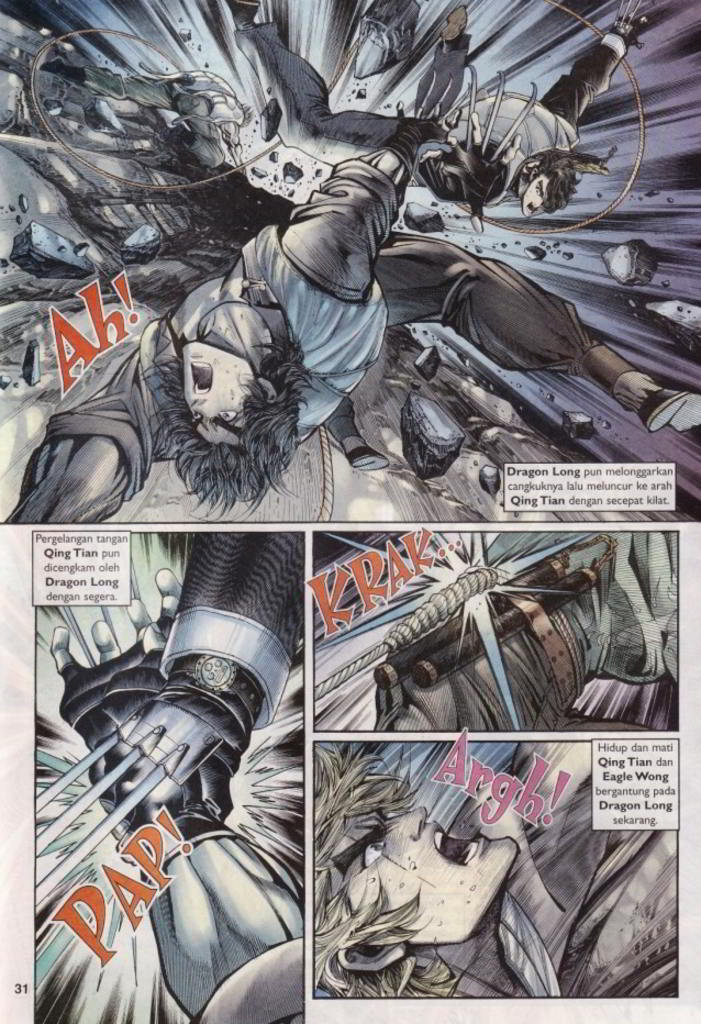 Ah!
Dragon Long pun melonggarkan
cangkuknya lalu meluncur ke arah
Qing Tian dengan secepat kilat.
Pergelangan tangan
Qing Tian pun
dicengkam oleh
Dragon Long
dengan segera.
PAP!
KRAK...
Argh!
Hidup dan mati
Qing Tian dan
Eagle Wong
bergantung pada
Dragon Long
sekarang.
31